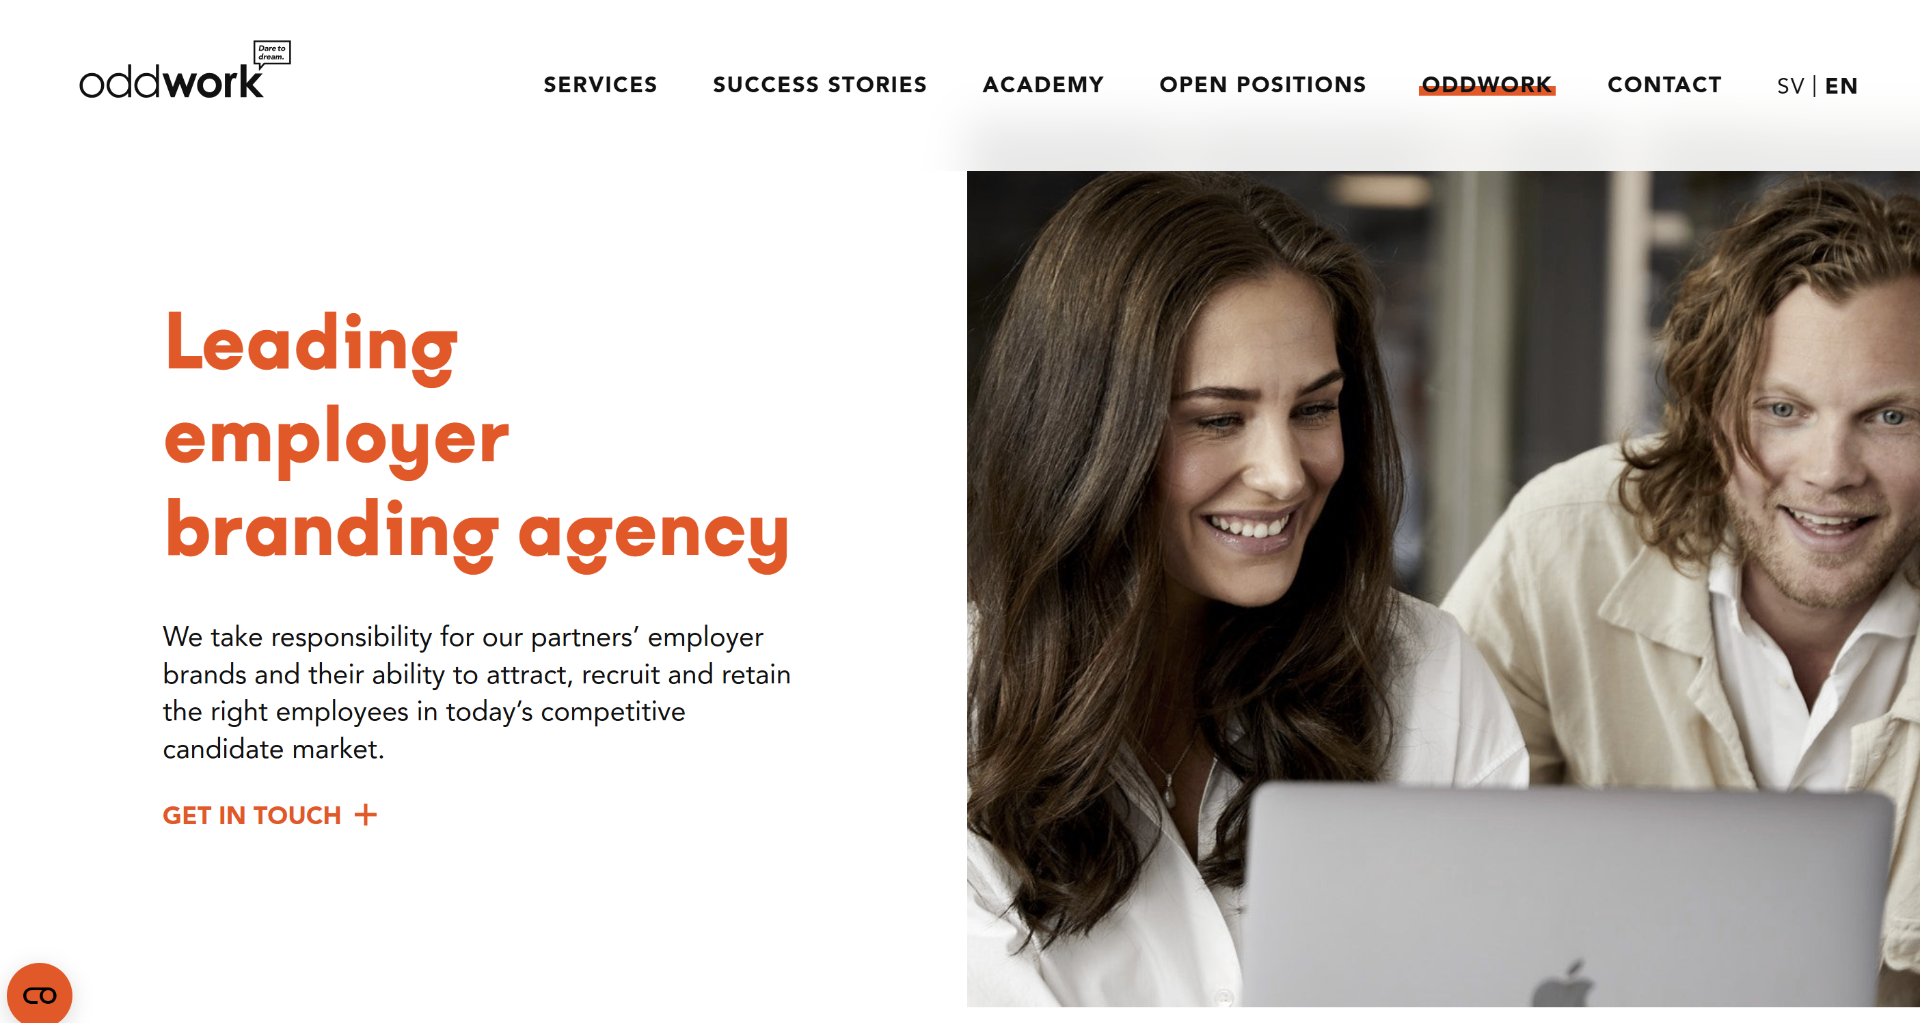 Dare to
dream.
oddwork
SERVICES
SUCCESS STORIES
ACADEMY
OPEN POSITIONS
ODDWORK
CONTACT
SV | EN
Leading
employer
branding agency
We take responsibility for our partners’ employer
brands and their ability to attract, recruit and retain
the right employees in today’s competitive
candidate market.
GET IN TOUCH +